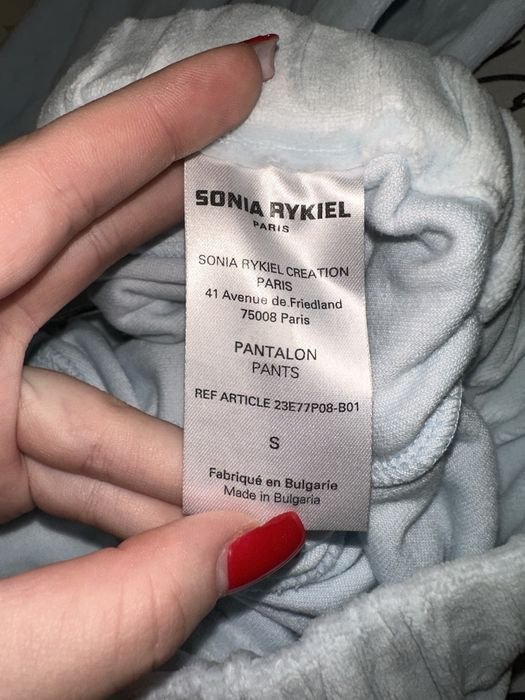 SONIA RYKIEL
PARIS
SONIA RYKIEL CREATION
PARIS
41 Avenue de Friedland
75008 Paris
PANTALON
PANTS
REF ARTICLE 23E77P08-B01
S
Fabriqué en Bulgarie
Made in Bulgaria